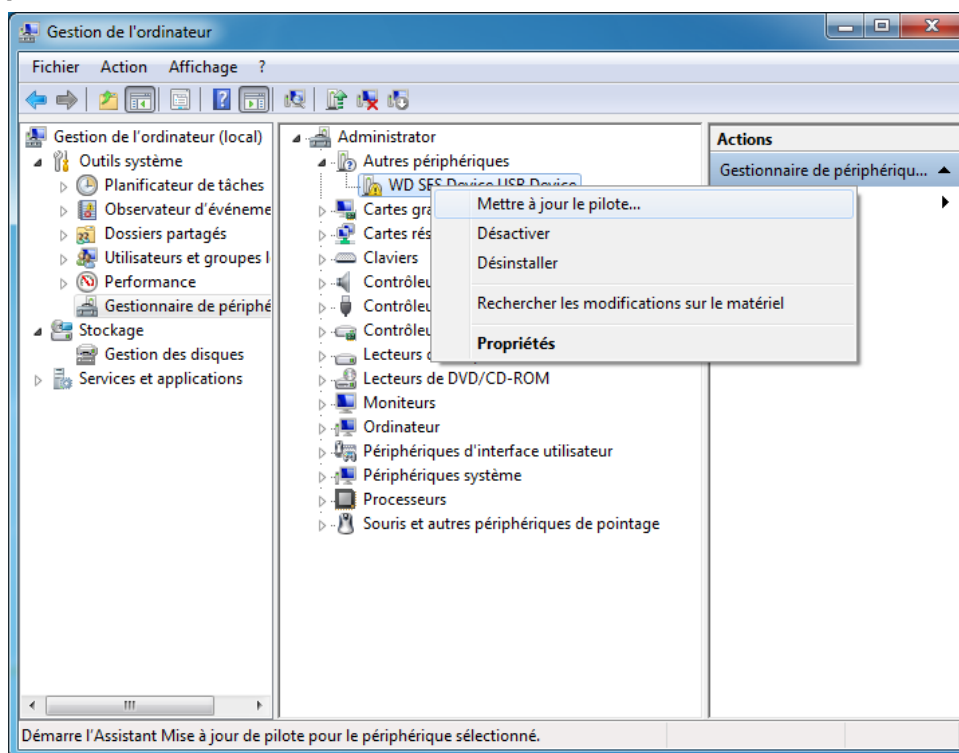 Gestion de l'ordinateur
Fichier Action Affichage ?
Gestion de l'ordinateur (local)
Outils système
Planificateur de tâches
Observateur d'événeme
Dossiers partagés
Utilisateurs et groupes l
Performance
Gestionnaire de périphé
Stockage
Gestion des disques
Services et applications
Administrator
Autres périphériques
WD SES Device USB Device
Cartes gra
Cartes rés
Claviers
Contrôleu
Contrôleu
Contrôleu
Lecteurs
Lecteurs de DVD/CD-ROM
Moniteurs
Ordinateur
Périphériques d'interface utilisateur
Périphériques système
Processeurs
Souris et autres périphériques de pointage
Mettre à jour le pilote...
Désactiver
Désinstaller
Rechercher les modifications sur le matériel
Propriétés
Actions
Gestionnaire de périphériqu...
Démarre l'Assistant Mise à jour de pilote pour le périphérique sélectionné.